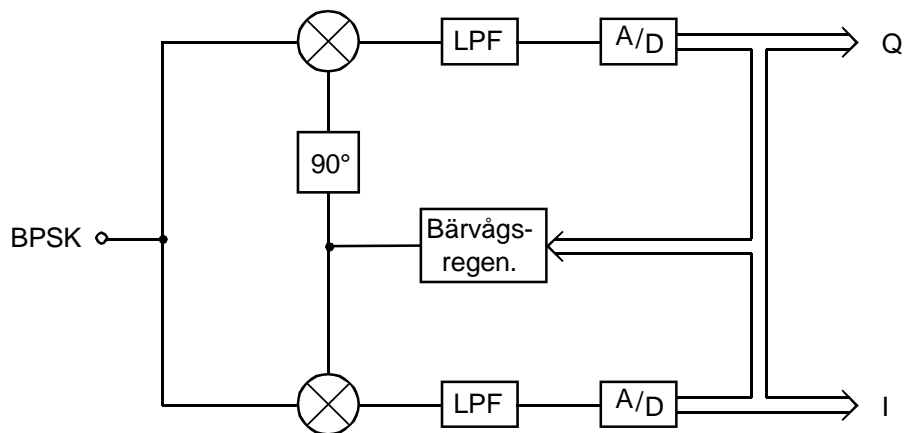 LPF
A/D
Q
90°
BPSK
Bärvågs-
regen.
LPF
A/D
I